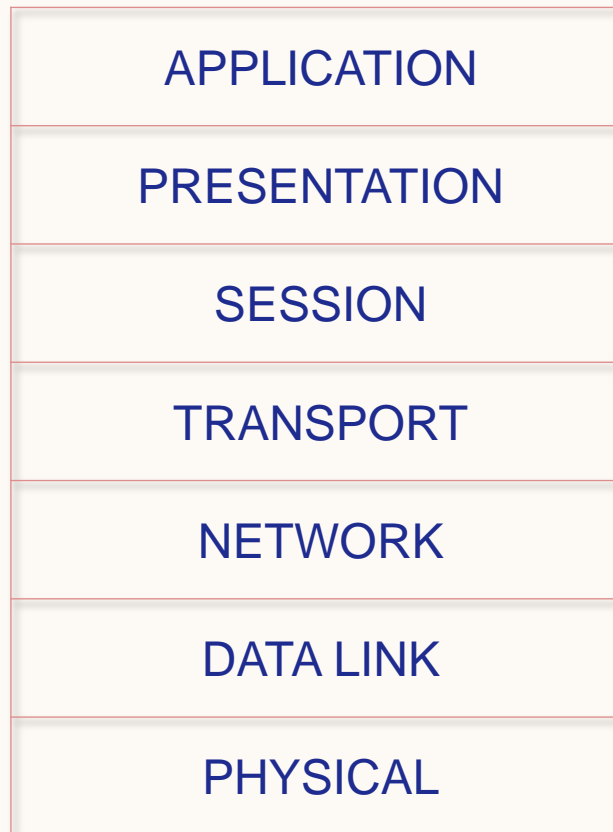 APPLICATION
PRESENTATION
SESSION
TRANSPORT
NETWORK
DATA LINK
PHYSICAL